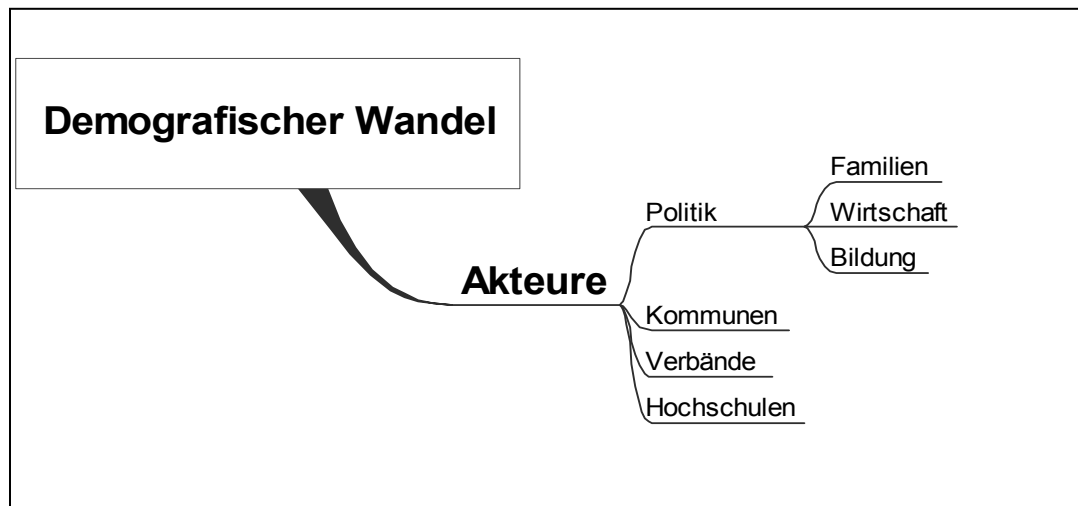 Demografischer Wandel
Akteure
Politik
Familien
Wirtschaft
Bildung
Kommunen
Verbände
Hochschulen